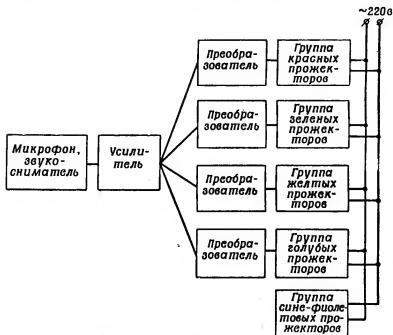 ~220в
Преобра-
зователь
Группа
красных
прожек-
торов
Преобра-
зователь
Группа
зеленых
прожек-
торов
Микрофон,
звуко-
сниматель
Усили-
тель
Преобра-
зователь
Группа
желтых
прожек-
торов
Преобра-
зователь
Группа
голубых
прожек-
торов
Группа
сине-фиоле-
товых про-
жекторов